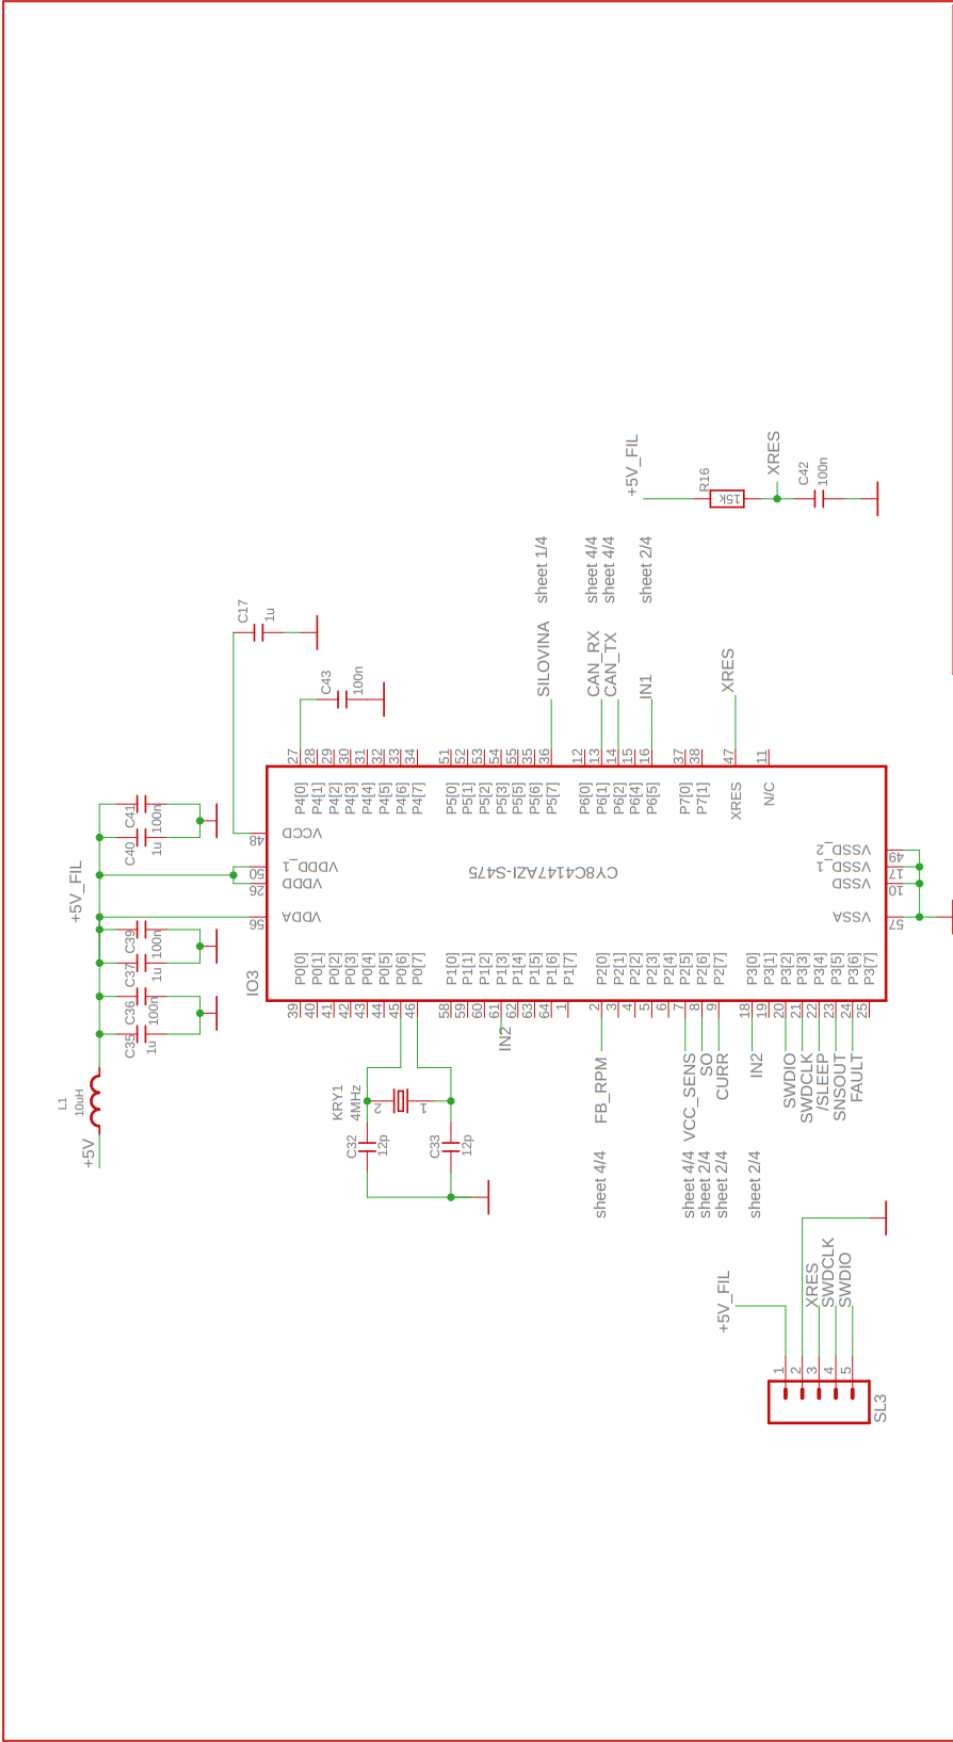 +5V
L1
10uH
+5V_FIL
C35
1u
C36
100n
C37
1u
C39
100n
C40
1u
C41
100n
C17
1u
C43
100n
KRY1
4MHz
2
1
C32
12p
C33
12p
IO3
CY8C4147AZI-S475
56 VDDA
26 VDDD
50 VDDD_1
48 VCCD
39 P0[0]
40 P0[1]
41 P0[2]
42 P0[3]
43 P0[4]
44 P0[5]
45 P0[6]
46 P0[7]
58 P1[0]
59 P1[1]
60 P1[2]
61 P1[3]
62 P1[4]
63 P1[5]
64 P1[6]
1 P1[7]
2 P2[0]
3 P2[1]
4 P2[2]
5 P2[3]
6 P2[4]
7 P2[5]
8 P2[6]
9 P2[7]
18 P3[0]
19 P3[1]
20 P3[2]
21 P3[3]
22 P3[4]
23 P3[5]
24 P3[6]
25 P3[7]
P4[0] 27
P4[1] 28
P4[2] 29
P4[3] 30
P4[4] 31
P4[5] 32
P4[6] 33
P4[7] 34
P5[0] 51
P5[1] 52
P5[2] 53
P5[3] 54
P5[5] 55
P5[6] 35
P5[7] 36
P6[0] 12
P6[1] 13
P6[2] 14
P6[4] 15
P6[5] 16
P7[0] 37
P7[1] 38
XRES 47
N/C 11
VSSA 57
VSSD 10
VSSD_1 17
VSSD_2 49
IN2
sheet 4/4 FB_RPM
sheet 4/4 VCC_SENS
sheet 2/4 SO
sheet 2/4 CURR
sheet 2/4 IN2
SWDIO
SWDCLK
/SLEEP
SNSOUT
FAULT
SILOVINA sheet 1/4
CAN_RX sheet 4/4
CAN_TX sheet 4/4
IN1 sheet 2/4
XRES
+5V_FIL
R16
15k
XRES
C42
100n
+5V_FIL
1
2
3 XRES
4 SWDCLK
5 SWDIO
SL3